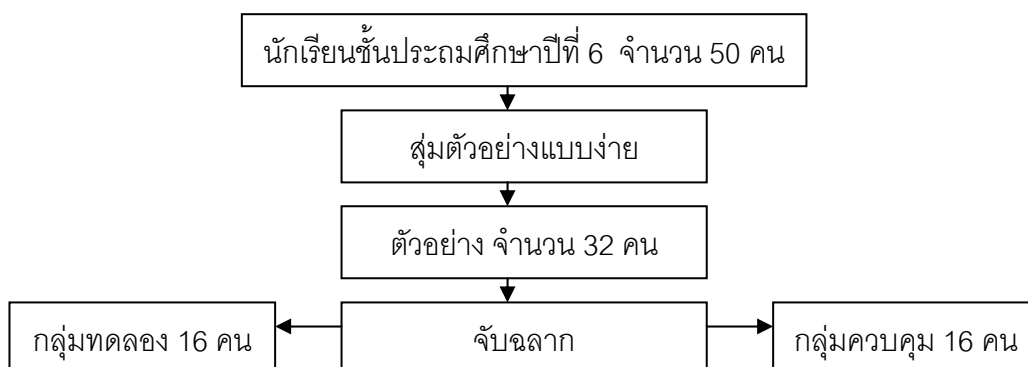 นักเรียนชั้นประถมศึกษาปีที่ 6 จำนวน 50 คน
สุ่มตัวอย่างแบบง่าย
ตัวอย่าง จำนวน 32 คน
กลุ่มทดลอง 16 คน
จับฉลาก
กลุ่มควบคุม 16 คน